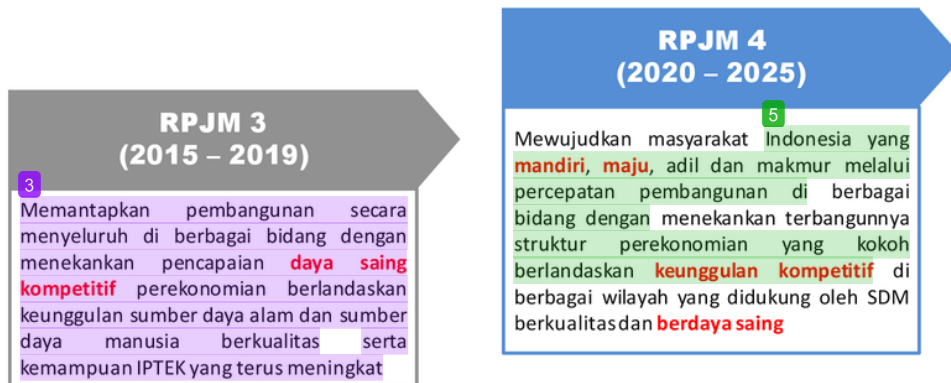 RPJM 3
(2015 – 2019)
3
Memantapkan pembangunan secara
menyeluruh di berbagai bidang dengan
menekankan pencapaian daya saing
kompetitif perekonomian berlandaskan
keunggulan sumber daya alam dan sumber
daya manusia berkualitas serta
kemampuan IPTEK yang terus meningkat
RPJM 4
(2020 – 2025)
5
Mewujudkan masyarakat Indonesia yang
mandiri, maju, adil dan makmur melalui
percepatan pembangunan di berbagai
bidang dengan menekankan terbangunnya
struktur perekonomian yang kokoh
berlandaskan keunggulan kompetitif di
berbagai wilayah yang didukung oleh SDM
berkualitas dan berdaya saing